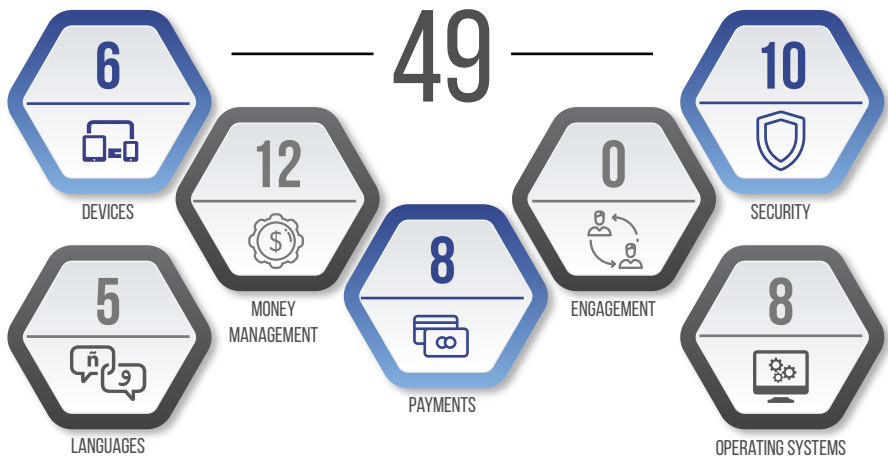 49
6
DEVICES
10
SECURITY
12
MONEY
MANAGEMENT
0
ENGAGEMENT
8
PAYMENTS
5
ñ و
LANGUAGES
8
OPERATING SYSTEMS